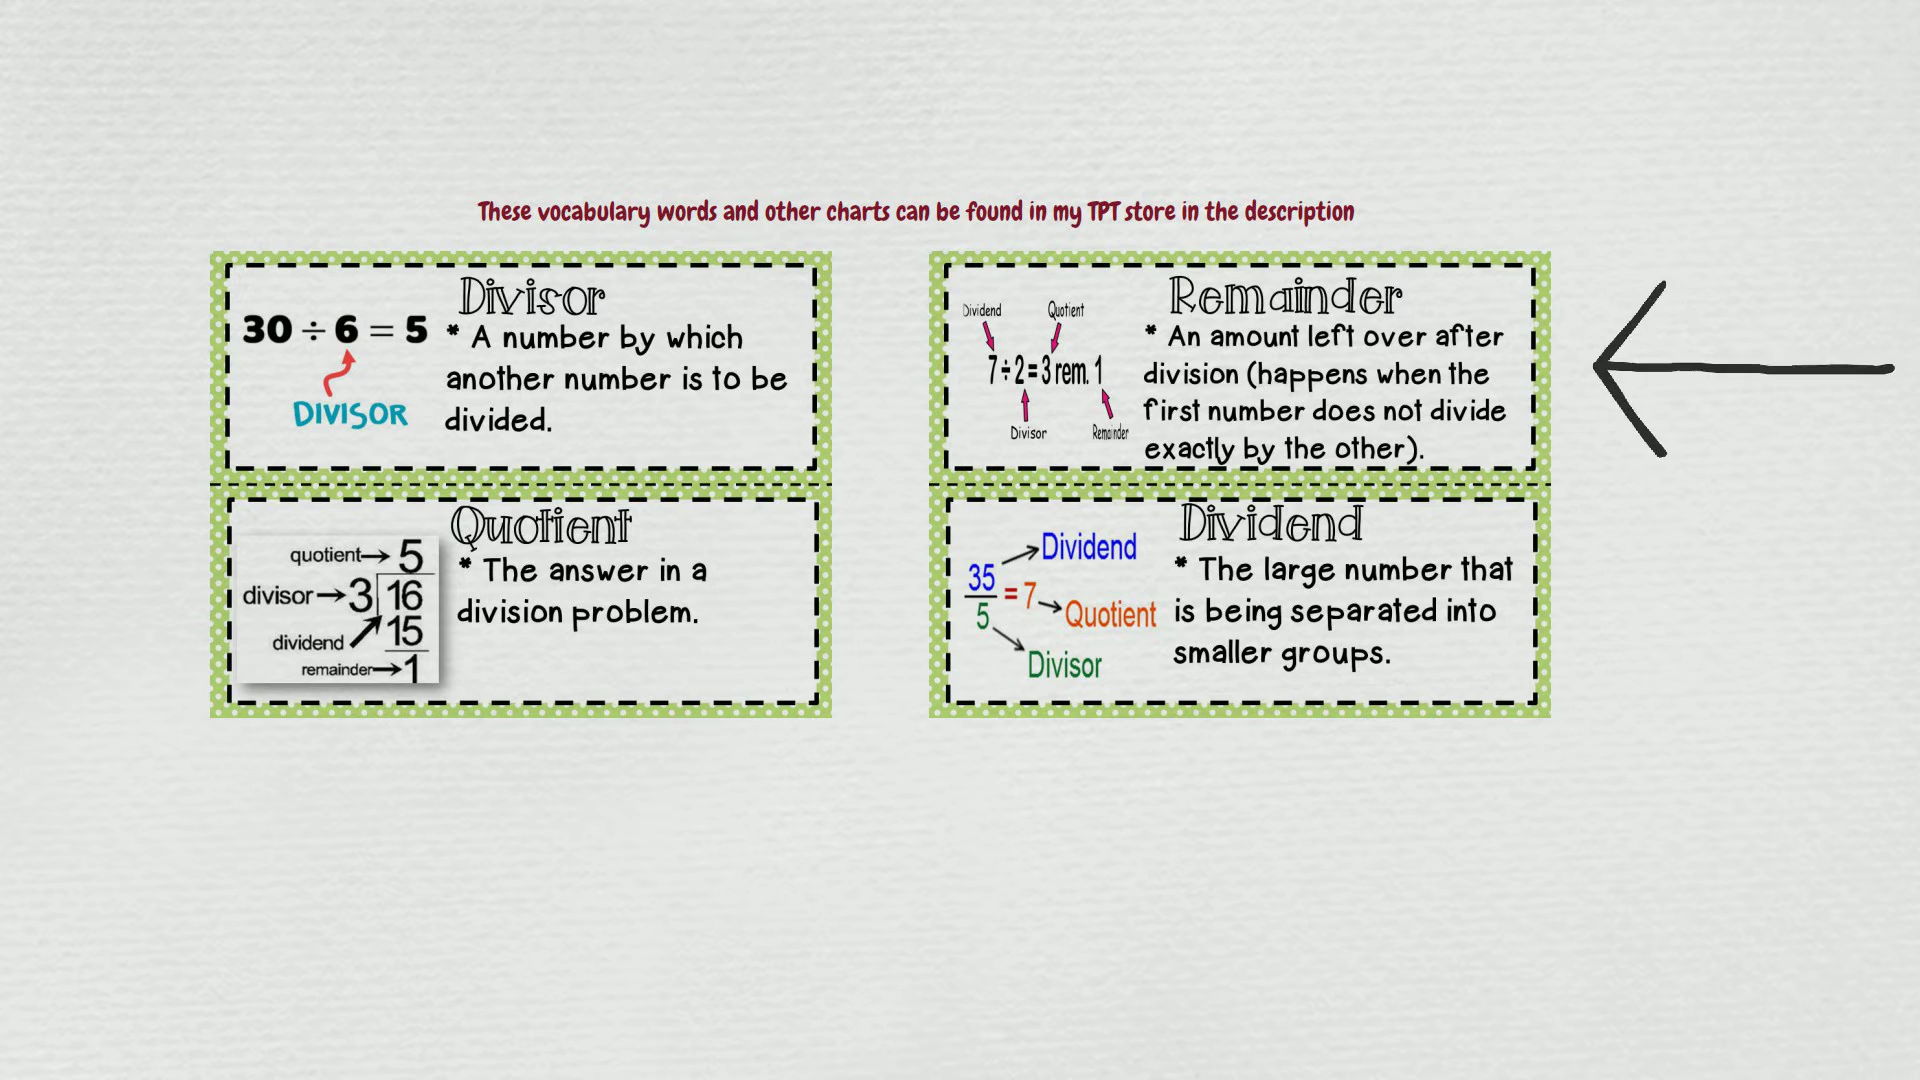 These vocabulary words and other charts can be found in my TPT store in the description
Divisor
30 ÷ 6 = 5
DIVISOR
* A number by which
another number is to be
divided.
Remainder
Dividend
Quotient
7 ÷ 2 = 3 rem. 1
Divisor
Remainder
* An amount left over after
division (happens when the
first number does not divide
exactly by the other).
Quotient
quotient→ 5
divisor→3 16
dividend 15
remainder→1
* The answer in a
division problem.
Dividend
Dividend
35
5
= 7
Quotient
Divisor
* The large number that
is being separated into
smaller groups.